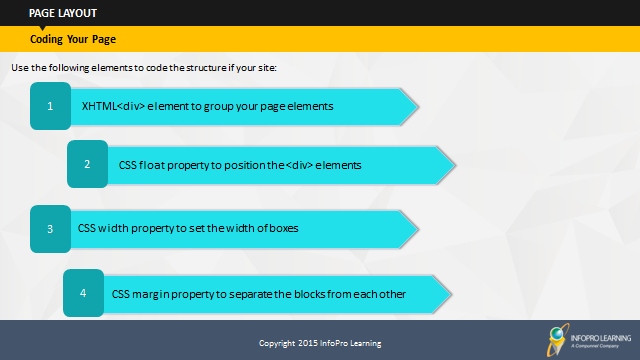 PAGE LAYOUT
Coding Your Page
Use the following elements to code the structure if your site:
1 XHTML<div> element to group your page elements
2 CSS float property to position the <div> elements
3 CSS width property to set the width of boxes
4 CSS margin property to separate the blocks from each other
Copyright 2015 InfoPro Learning
INFOPRO LEARNING
A Compunnel Company